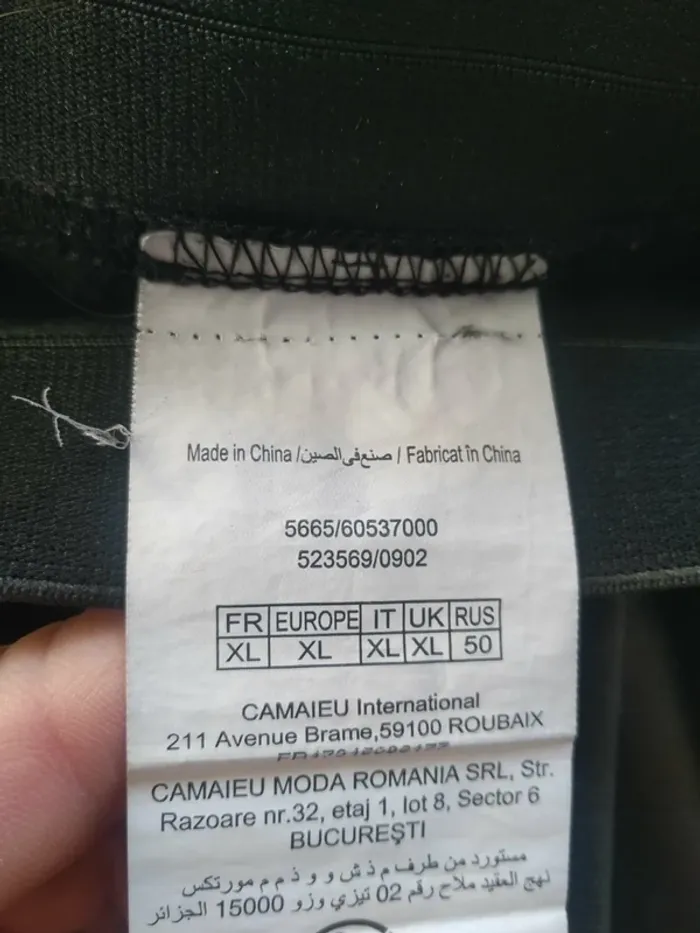 Made in China / صنع في الصين / Fabricat în China
5665/60537000
523569/0902
FR EUROPE IT UK RUS
XL XL XL XL 50
CAMAIEU International
211 Avenue Brame,59100 ROUBAIX
CAMAIEU MODA ROMANIA SRL, Str.
Razoare nr.32, etaj 1, lot 8, Sector 6
BUCUREȘTI
مستورد من طرف م ذ ش و و ذ م م مورتكس
نهج العقيد ملاح رقم 02 تيزي وزو 15000 الجزائر